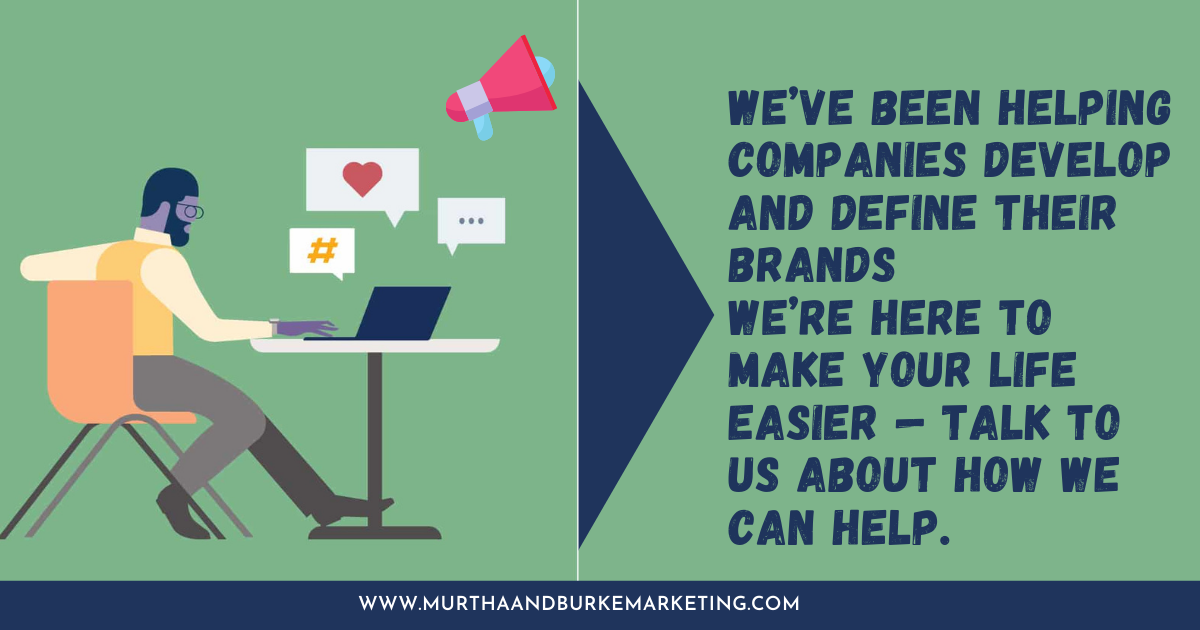 #
WE'VE BEEN HELPING
COMPANIES DEVELOP
AND DEFINE THEIR
BRANDS
WE'RE HERE TO
MAKE YOUR LIFE
EASIER – TALK TO
US ABOUT HOW WE
CAN HELP.
WWW.MURTHAANDBURKEMARKETING.COM